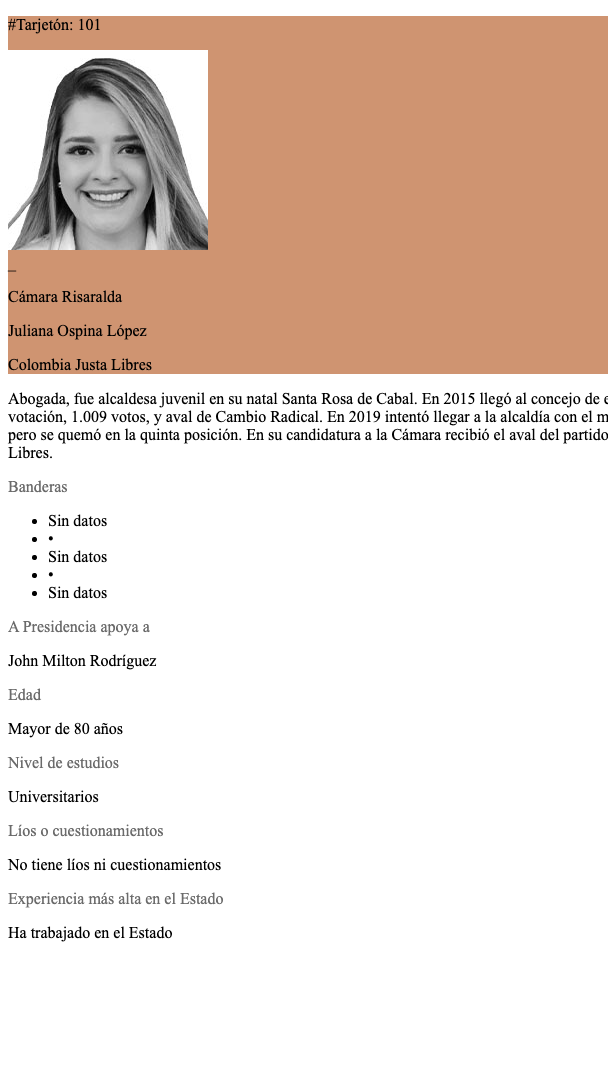 #Tarjetón: 101
_
Cámara Risaralda
Juliana Ospina López
Colombia Justa Libres
Abogada, fue alcaldesa juvenil en su natal Santa Rosa de Cabal. En 2015 llegó al concejo de
votación, 1.009 votos, y aval de Cambio Radical. En 2019 intentó llegar a la alcaldía con el
pero se quemó en la quinta posición. En su candidatura a la Cámara recibió el aval del partido
Libres.
Banderas
• Sin datos
• •
• Sin datos
• •
• Sin datos
A Presidencia apoya a
John Milton Rodríguez
Edad
Mayor de 80 años
Nivel de estudios
Universitarios
Líos o cuestionamientos
No tiene líos ni cuestionamientos
Experiencia más alta en el Estado
Ha trabajado en el Estado